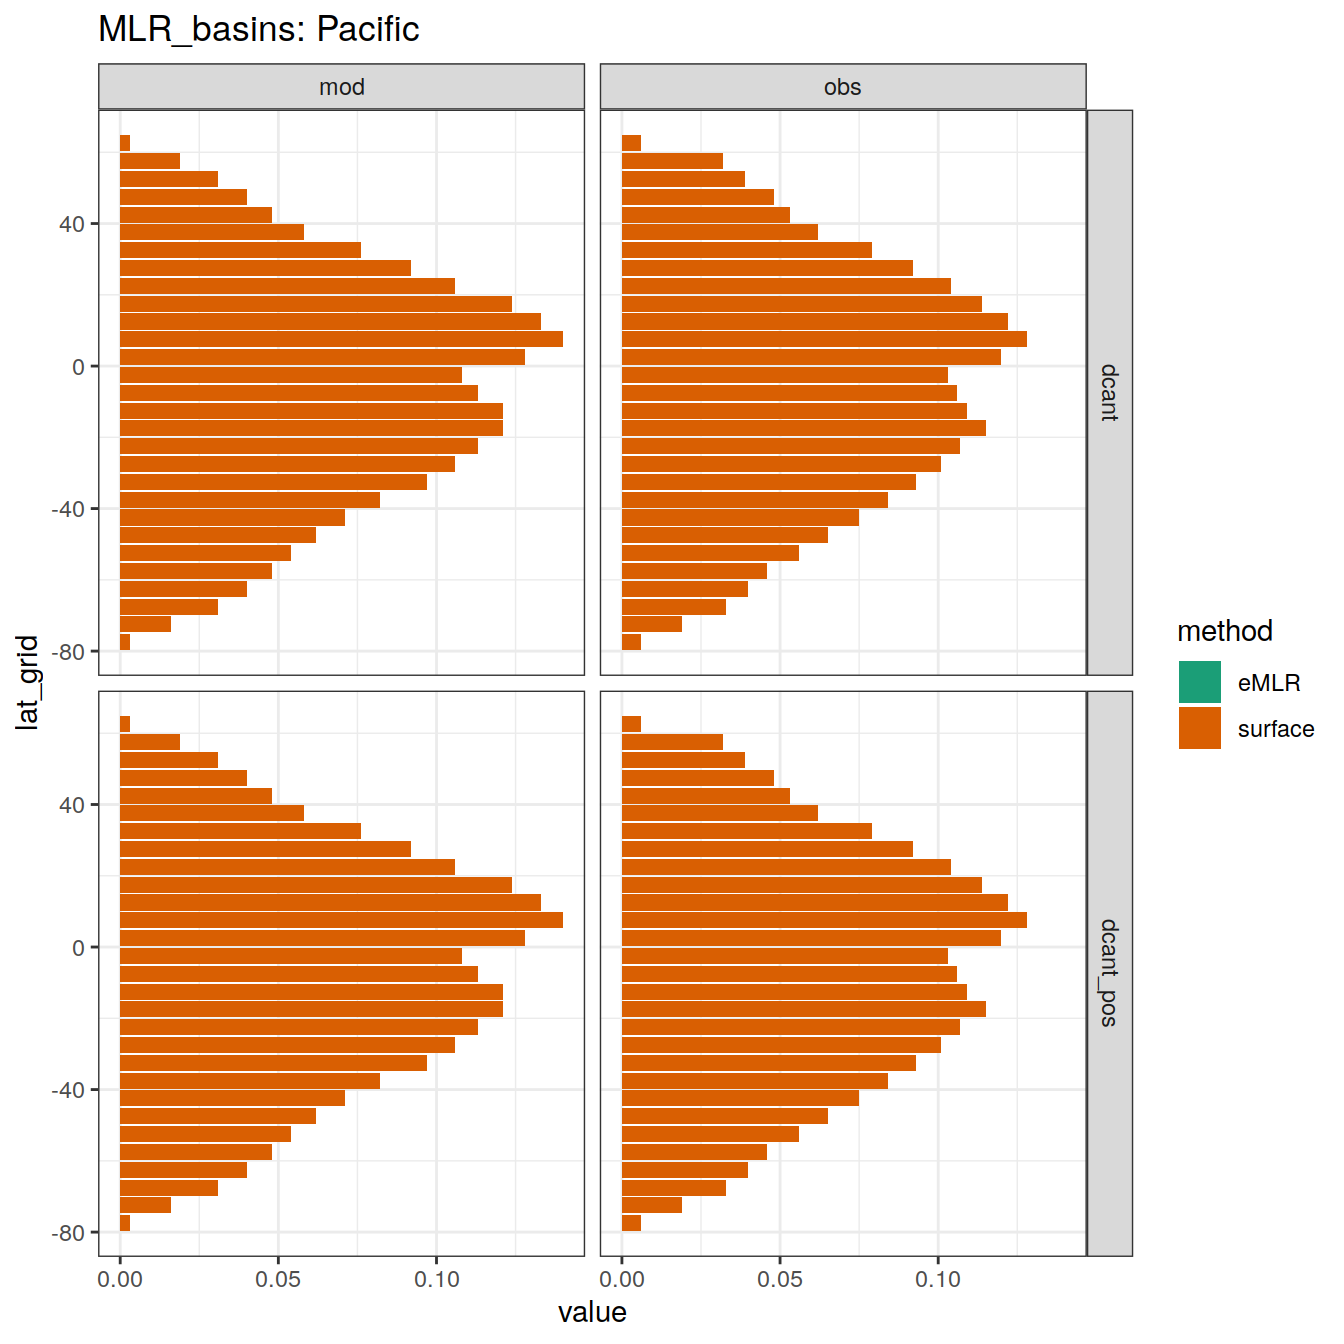 MLR_basins: Pacific
mod
obs
40
0
-40
-80
dcant
40
0
-40
-80
dcant_pos
lat_grid
0.00
0.05
0.10
0.00
0.05
0.10
value
method
eMLR
surface